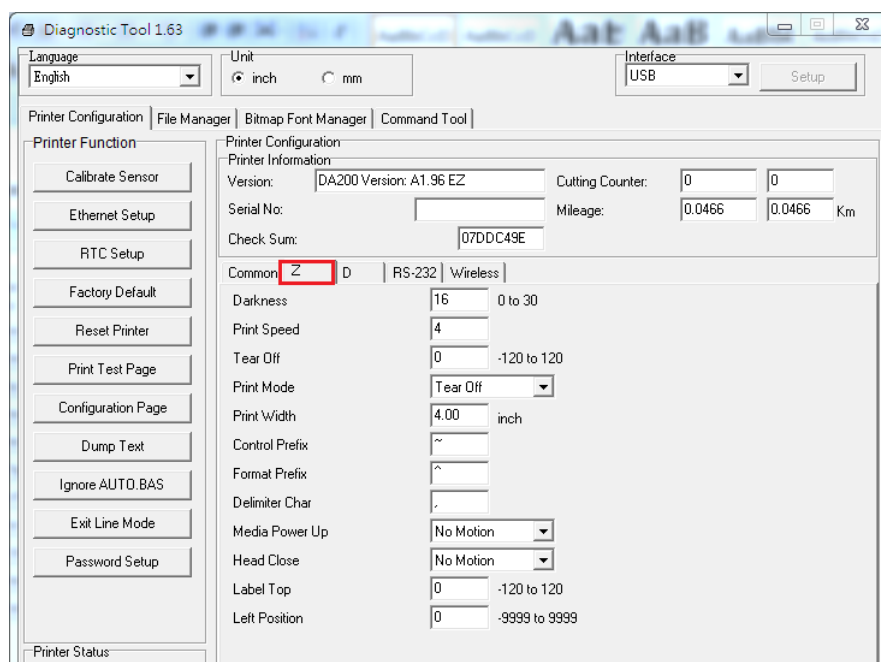 Diagnostic Tool 1.63
Language
English
Unit
inch
mm
Interface
USB
Setup
Printer Configuration
File Manager
Bitmap Font Manager
Command Tool
Printer Function
Calibrate Sensor
Ethernet Setup
RTC Setup
Factory Default
Reset Printer
Print Test Page
Configuration Page
Dump Text
Ignore AUTO.BAS
Exit Line Mode
Password Setup
Printer Status
Printer Configuration
Printer Information
Version: DA200 Version: A1.96 EZ
Cutting Counter: 0 0
Serial No:
Mileage: 0.0466 0.0466 Km
Check Sum: 07DDC49E
Common Z D RS-232 Wireless
Darkness 16 0 to 30
Print Speed 4
Tear Off 0 -120 to 120
Print Mode Tear Off
Print Width 4.00 inch
Control Prefix ~
Format Prefix ^
Delimiter Char ,
Media Power Up No Motion
Head Close No Motion
Label Top 0 -120 to 120
Left Position 0 -9999 to 9999